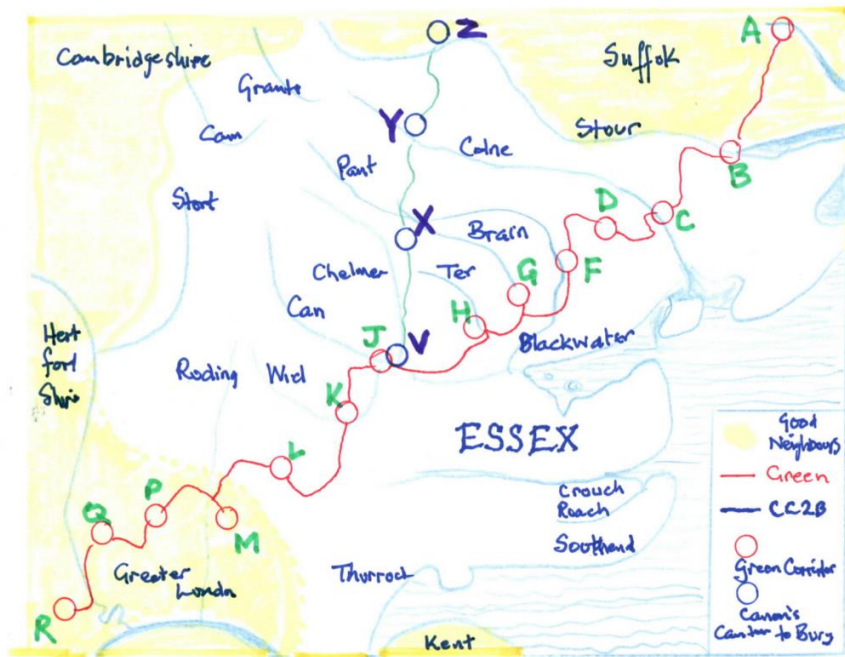 Z
A
Cambridgeshire
Suffok
Grante
Y
Stour
Cam
Colne
Pant
B
Stort
D
C
X
Brain
Chelmer
Ter
G
F
Can
H
Blackwater
J
V
Hert
ford
Shire
Roding
Wid
K
ESSEX
Good
Neighbours
L
Green
Crouch
CC2B
Roach
P
Q
M
Southend
Green Corridor
Greater
London
Thurrock
R
Canon's
Canter to Bury
Kent